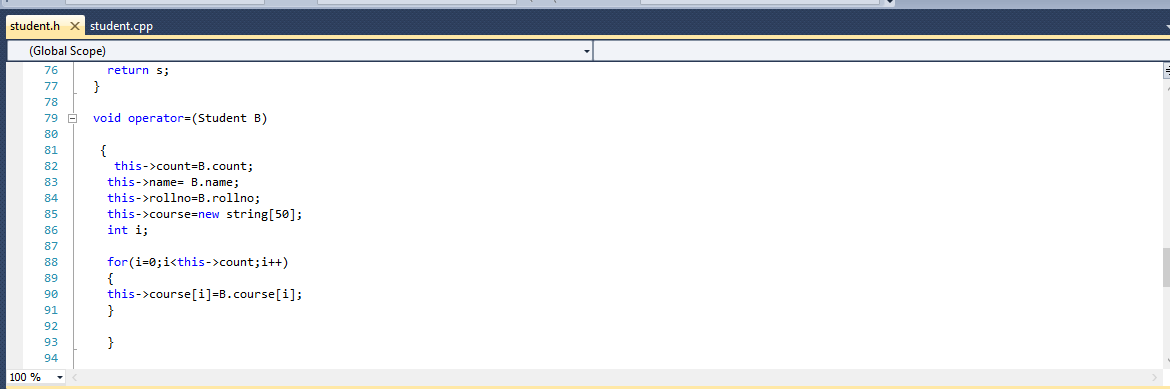 student.h student.cpp
(Global Scope)
76 return s;
77 }
78
79 void operator=(Student B)
80
81 {
82 this->count=B.count;
83 this->name= B.name;
84 this->rollno=B.rollno;
85 this->course=new string[50];
86 int i;
87
88 for(i=0;i<this->count;i++)
89 {
90 this->course[i]=B.course[i];
91 }
92
93 }
94
100 %